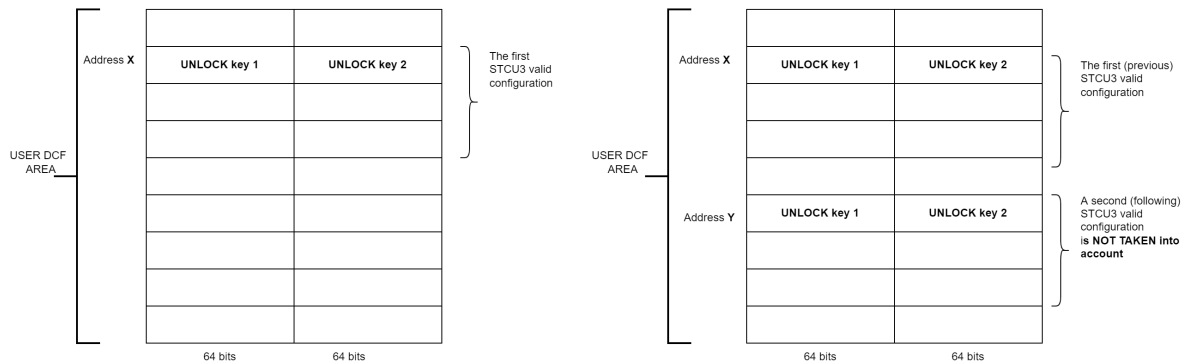 Address X
UNLOCK key 1
UNLOCK key 2
The first
STCU3 valid
configuration
USER DCF
AREA
64 bits
64 bits
Address X
UNLOCK key 1
UNLOCK key 2
The first (previous)
STCU3 valid
configuration
USER DCF
AREA
Address Y
UNLOCK key 1
UNLOCK key 2
A second (following)
STCU3 valid
configuration
is NOT TAKEN into
account
64 bits
64 bits